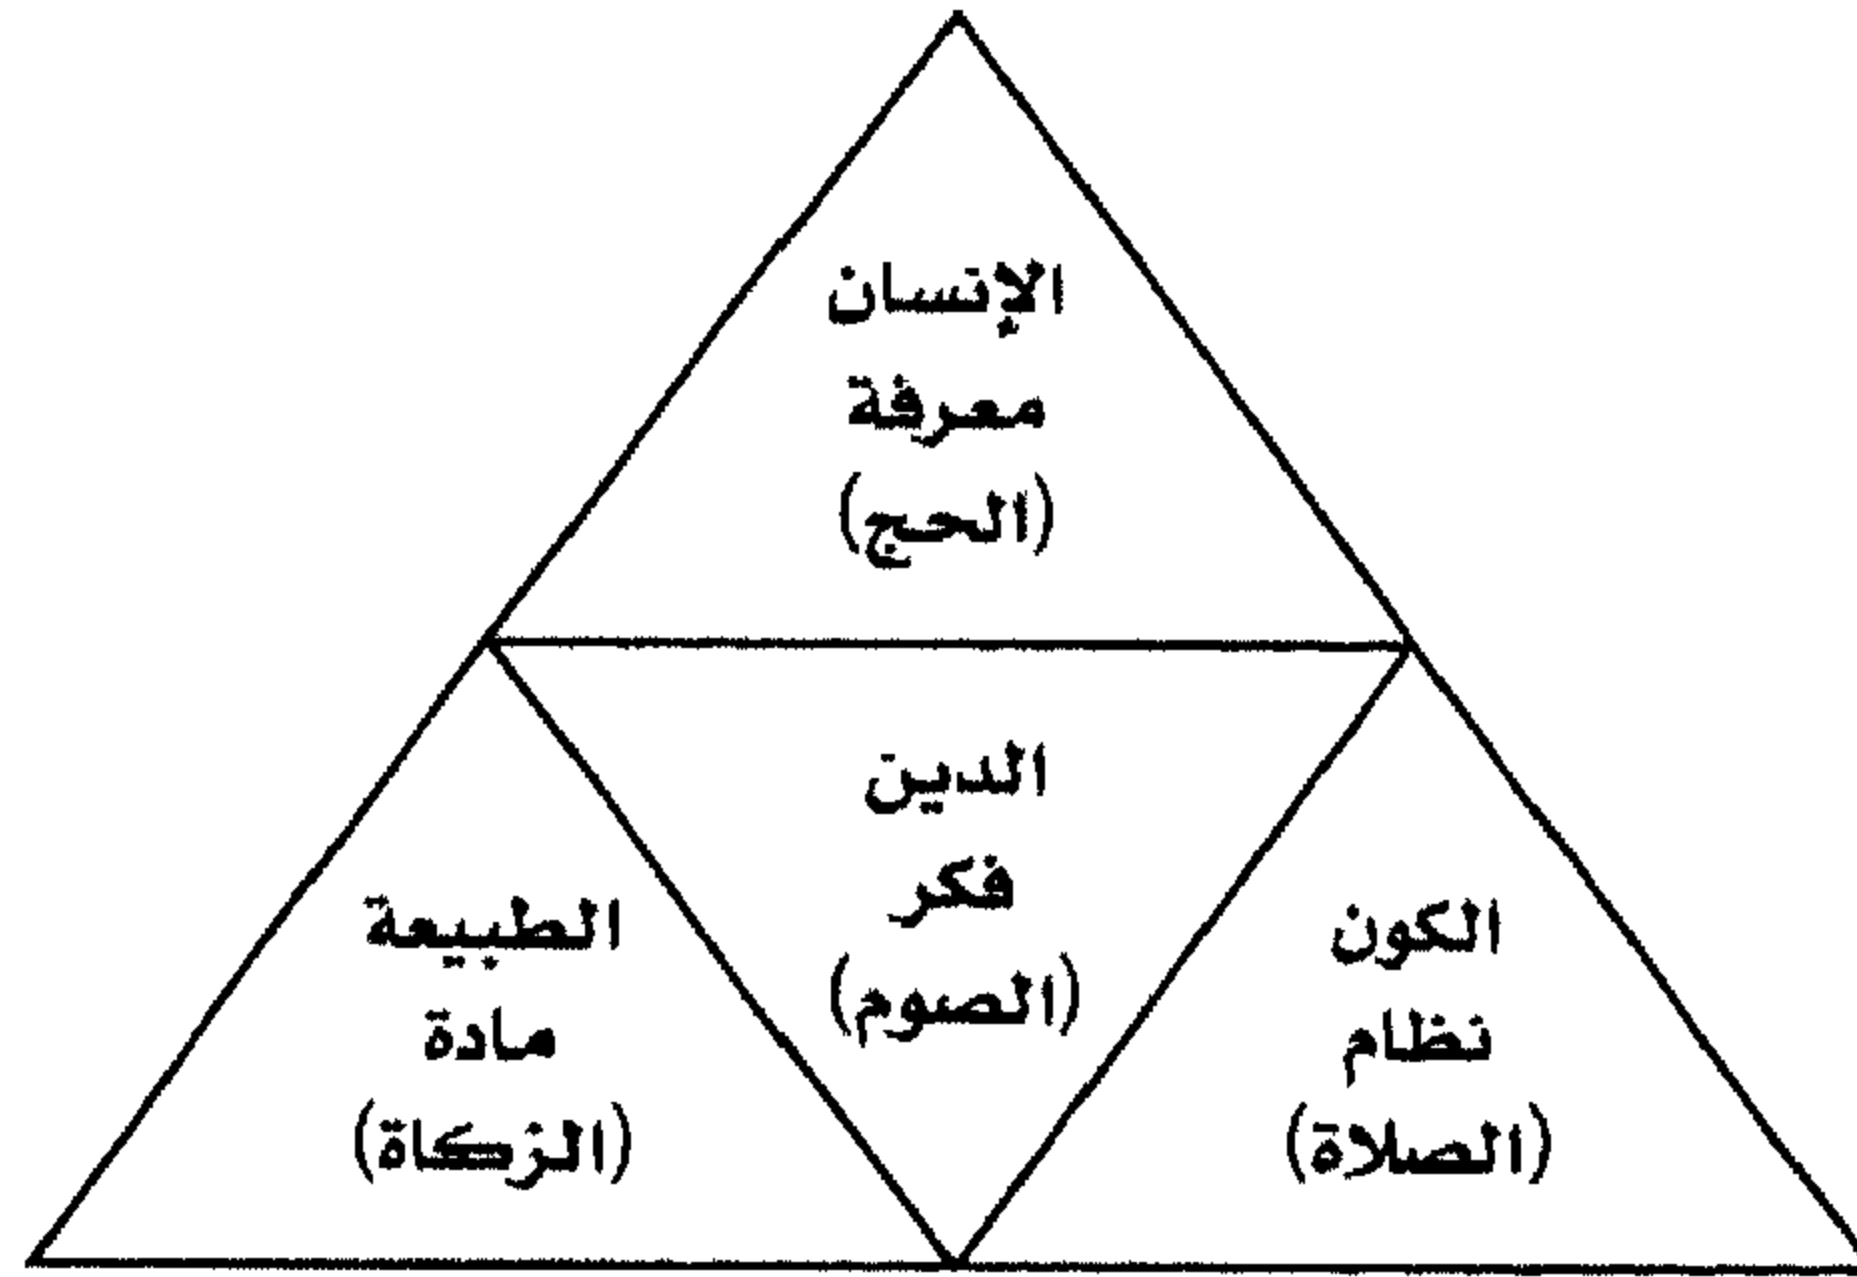 الإنسان
معرفة
(الحج)
الدين
فكر
(الصوم)
الكون
نظام
(الصلاة)
الطبيعة
مادة
(الزكاة)